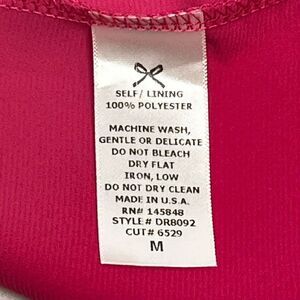 SELF/ LINING
100% POLYESTER
MACHINE WASH,
GENTLE OR DELICATE
DO NOT BLEACH
DRY FLAT
IRON, LOW
DO NOT DRY CLEAN
MADE IN U.S.A.
RN# 145848
STYLE # DR8092
CUT# 6529
M